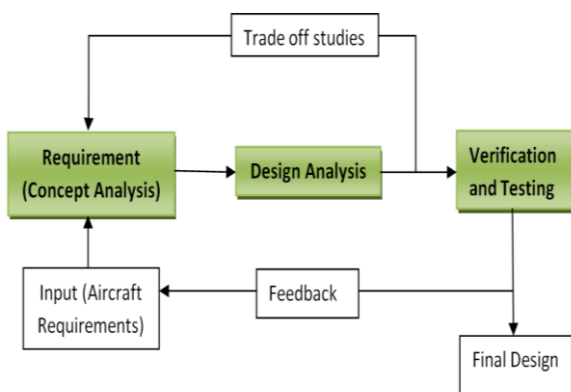 Trade off studies
Requirement
(Concept Analysis)
Design Analysis
Verification
and Testing
Input (Aircraft
Requirements)
Feedback
Final Design